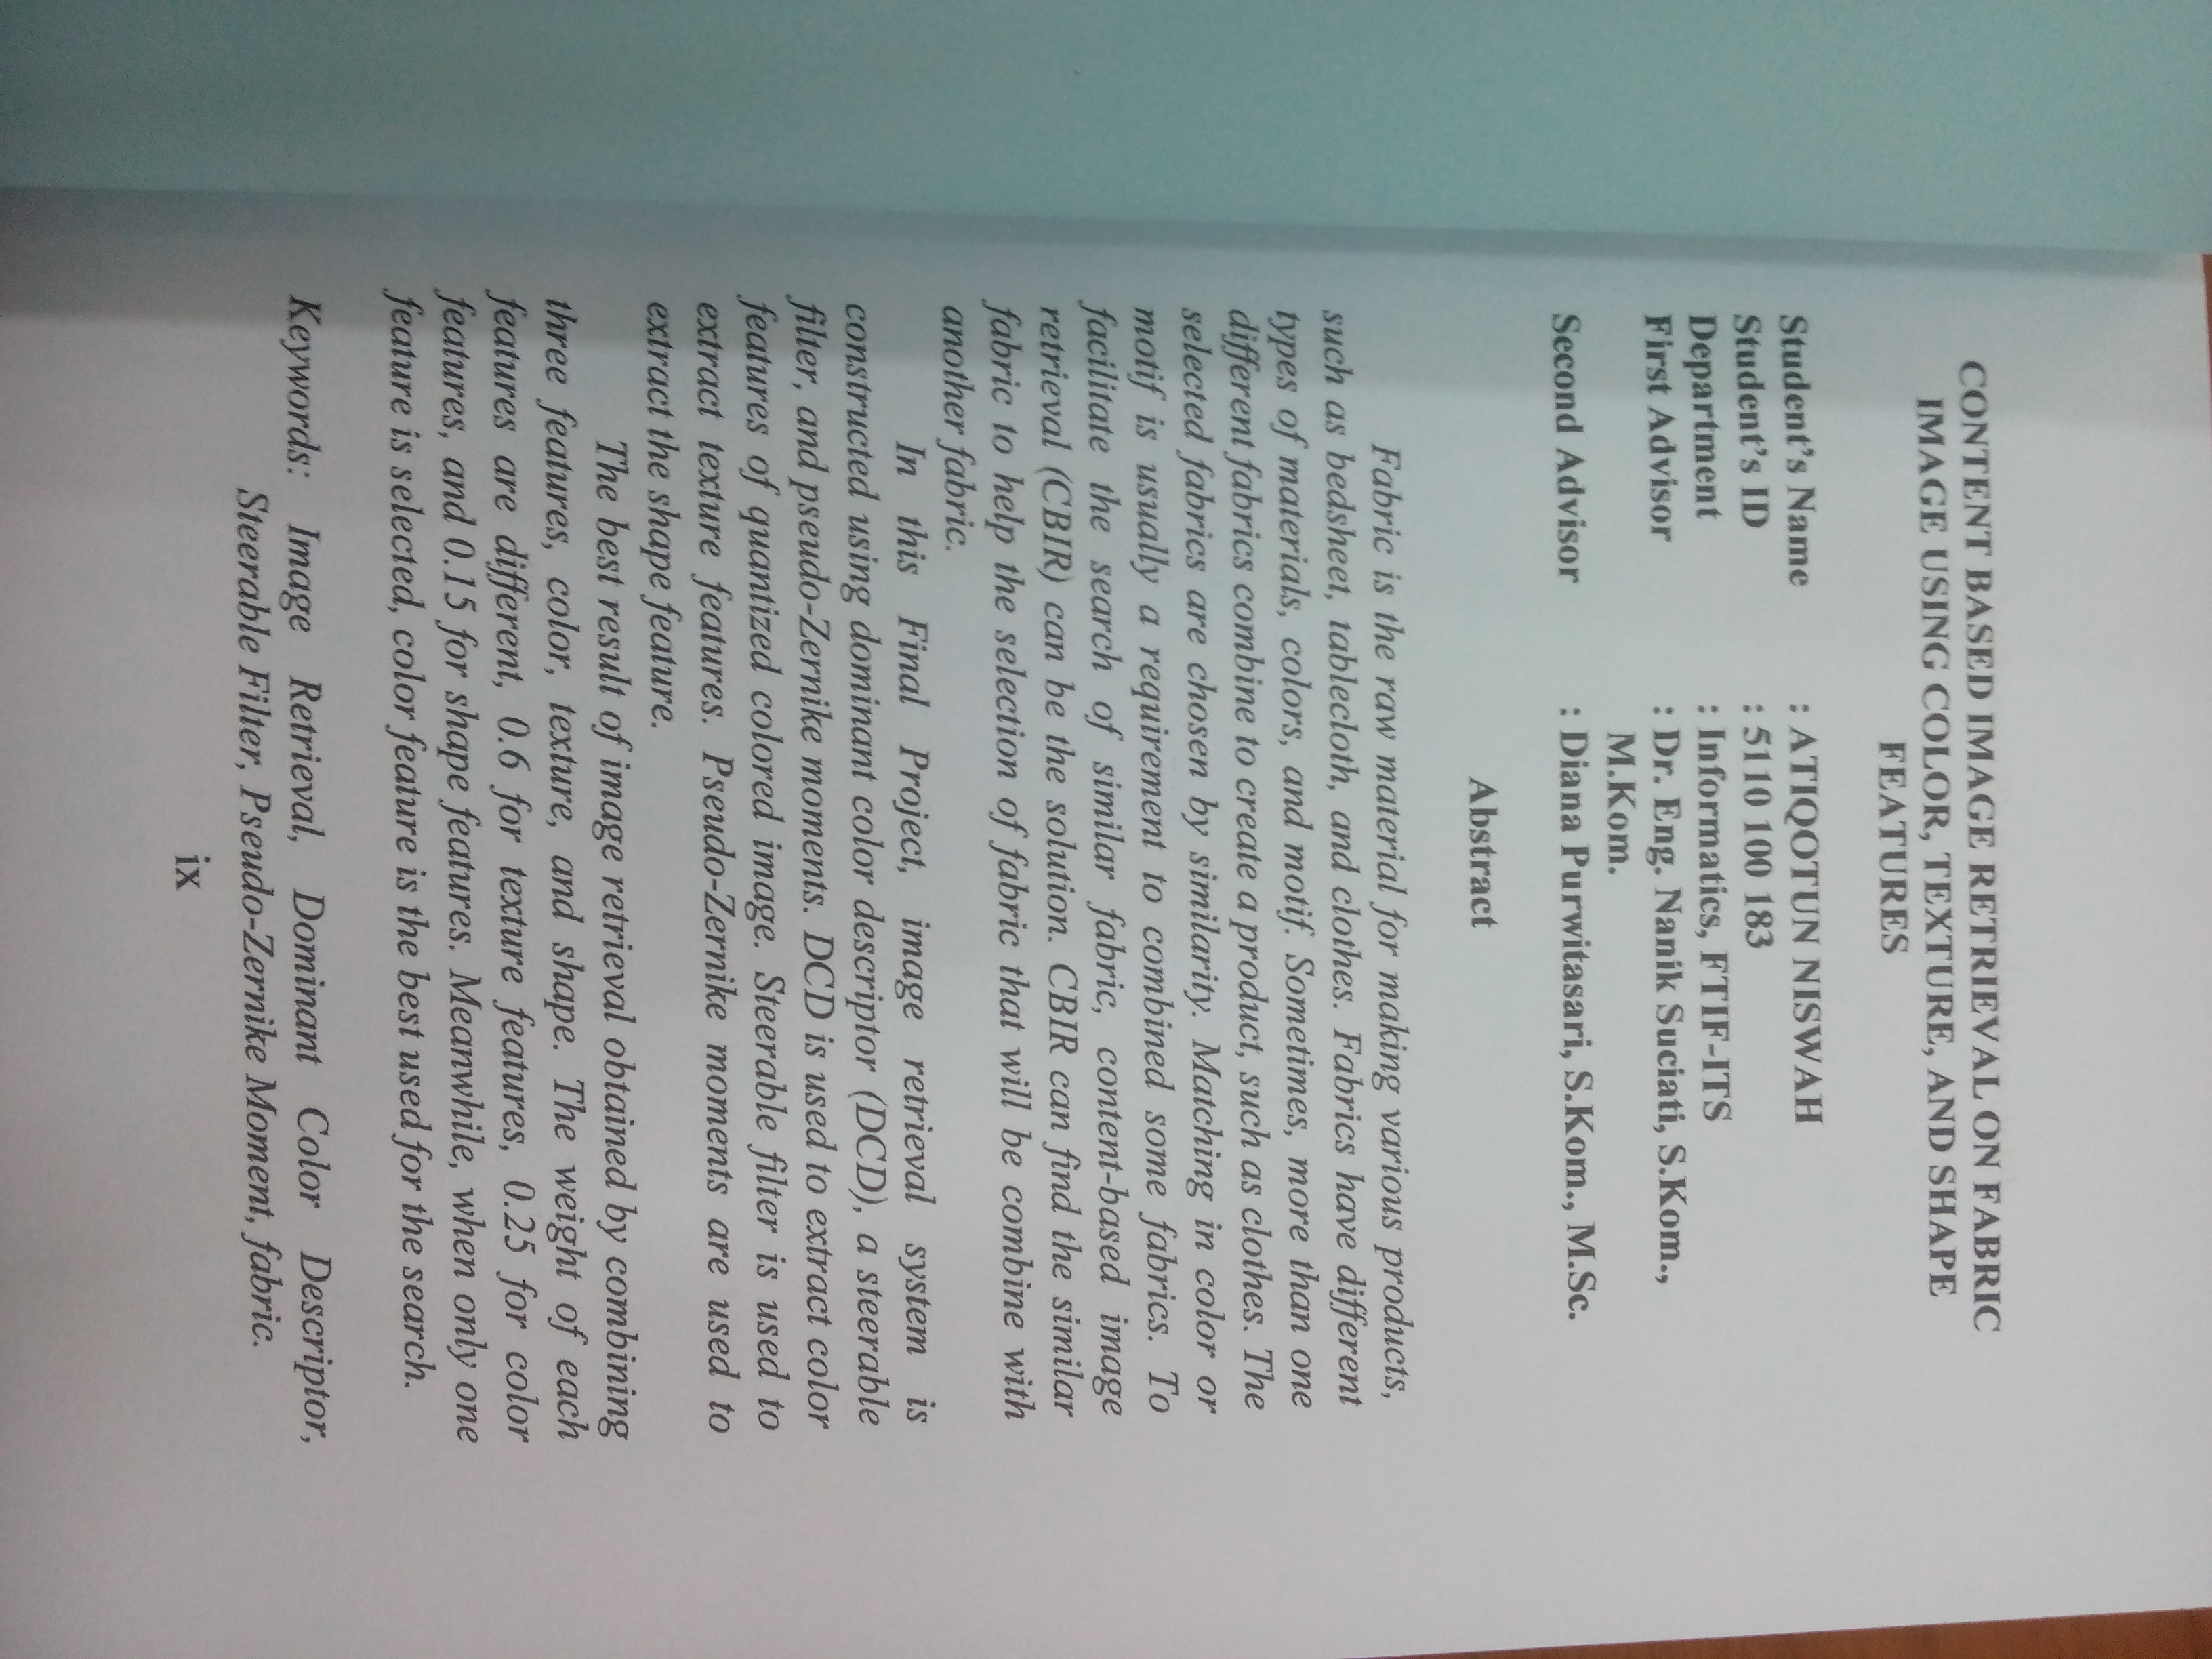 CONTENT BASED IMAGE RETRIEVAL ON FABRIC
IMAGE USING COLOR, TEXTURE, AND SHAPE
FEATURES
Student's Name : ATIQOTUN NISWAH
Student's ID : 5110 100 183
Department : Informatics, FTIF-ITS
First Advisor : Dr. Eng. Nanik Suciati, S.Kom.,
M.Kom.
Second Advisor : Diana Purwitasari, S.Kom., M.Sc.
Abstract
Fabric is the raw material for making various products,
such as bedsheet, tablecloth, and clothes. Fabrics have different
types of materials, colors, and motif. Sometimes, more than one
different fabrics combine to create a product, such as clothes. The
selected fabrics are chosen by similarity. Matching in color or
motif is usually a requirement to combined some fabrics. To
facilitate the search of similar fabric, content-based image
retrieval (CBIR) can be the solution. CBIR can find the similar
fabric to help the selection of fabric that will be combine with
another fabric.
In this Final Project, image retrieval system is
constructed using dominant color descriptor (DCD), a steerable
filter, and pseudo-Zernike moments. DCD is used to extract color
features of quantized colored image. Steerable filter is used to
extract texture features. Pseudo-Zernike moments are used to
extract the shape feature.
The best result of image retrieval obtained by combining
three features, color, texture, and shape. The weight of each
features are different, 0.6 for texture features, 0.25 for color
features, and 0.15 for shape features. Meanwhile, when only one
feature is selected, color feature is the best used for the search.
Keywords: Image Retrieval, Dominant Color Descriptor,
Steerable Filter, Pseudo-Zernike Moment, fabric.
ix